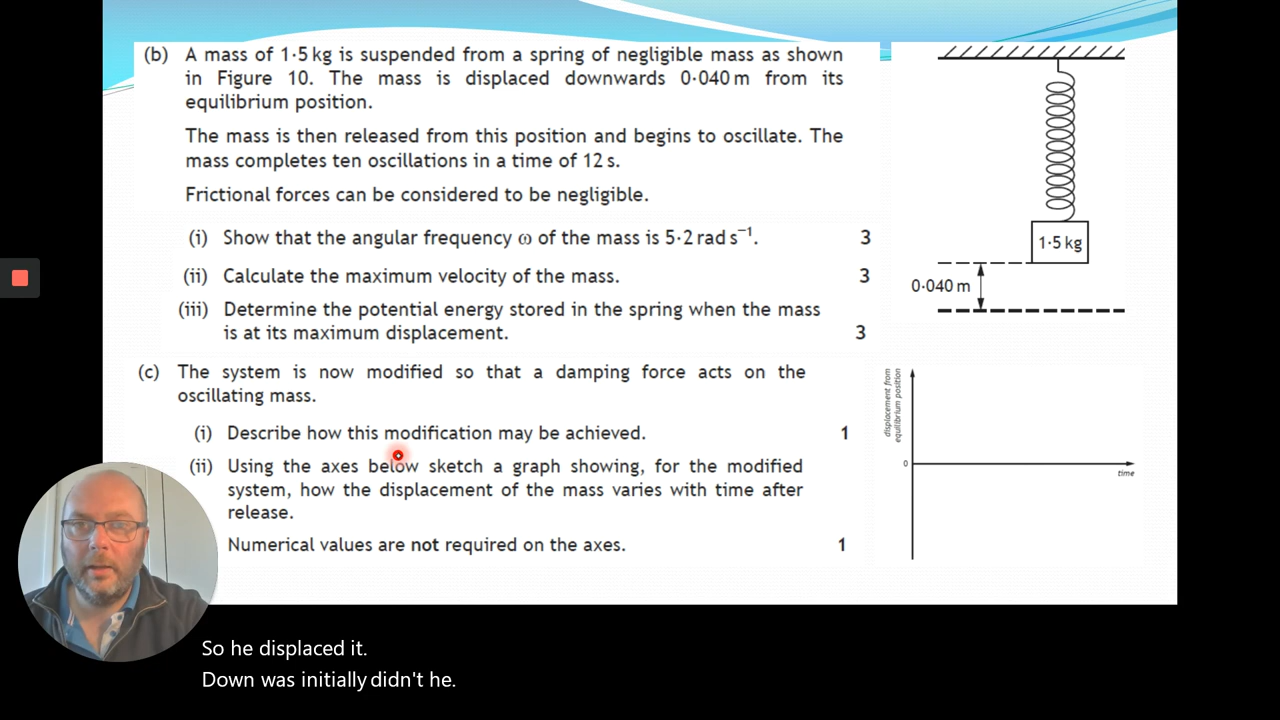 (b) A mass of 1·5 kg is suspended from a spring of negligible mass as shown
in Figure 10. The mass is displaced downwards 0·040 m from its
equilibrium position.
The mass is then released from this position and begins to oscillate. The
mass completes ten oscillations in a time of 12 s.
Frictional forces can be considered to be negligible.
(i) Show that the angular frequency ω of the mass is 5·2 rad s⁻¹. 3
(ii) Calculate the maximum velocity of the mass. 3
(iii) Determine the potential energy stored in the spring when the mass
is at its maximum displacement. 3
(c) The system is now modified so that a damping force acts on the
oscillating mass.
(i) Describe how this modification may be achieved. 1
(ii) Using the axes below sketch a graph showing, for the modified
system, how the displacement of the mass varies with time after
release.
Numerical values are not required on the axes. 1
1·5 kg
0·040 m
displacement from
equilibrium position
0
time
So he displaced it.
Down was initially didn't he.